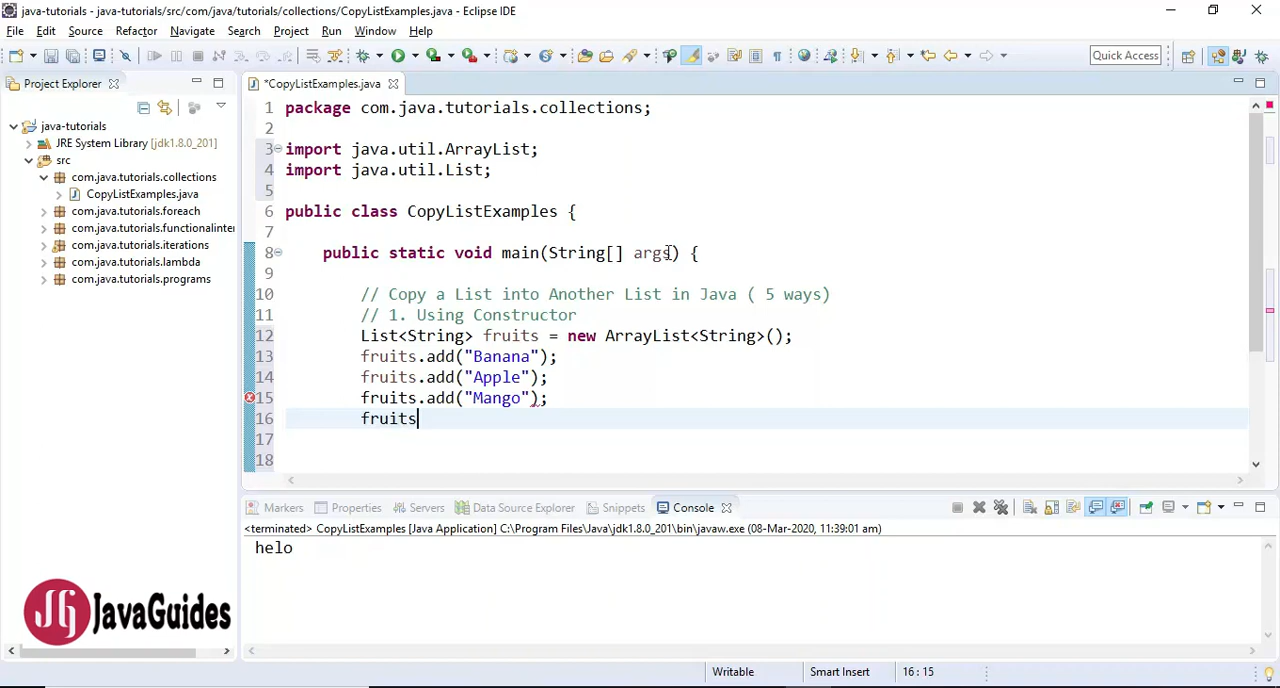 java-tutorials - java-tutorials/src/com/java/tutorials/collections/CopyListExamples.java - Eclipse IDE
File Edit Source Refactor Navigate Search Project Run Window Help
Quick Access
Project Explorer
*CopyListExamples.java
java-tutorials
JRE System Library [jdk1.8.0_201]
src
com.java.tutorials.collections
CopyListExamples.java
com.java.tutorials.foreach
com.java.tutorials.functionalinter
com.java.tutorials.iterations
com.java.tutorials.lambda
com.java.tutorials.programs
1 package com.java.tutorials.collections;
2
3 import java.util.ArrayList;
4 import java.util.List;
5
6 public class CopyListExamples {
7
8 public static void main(String[] args) {
9
10 // Copy a List into Another List in Java ( 5 ways)
11 // 1. Using Constructor
12 List<String> fruits = new ArrayList<String>();
13 fruits.add("Banana");
14 fruits.add("Apple");
15 fruits.add("Mango");
16 fruits
17
18
Markers Properties Servers Data Source Explorer Snippets Console
<terminated> CopyListExamples [Java Application] C:\Program Files\Java\jdk1.8.0_201\bin\javaw.exe (08-Mar-2020, 11:39:01 am)
helo
JG JavaGuides
Writable Smart Insert 16 : 15